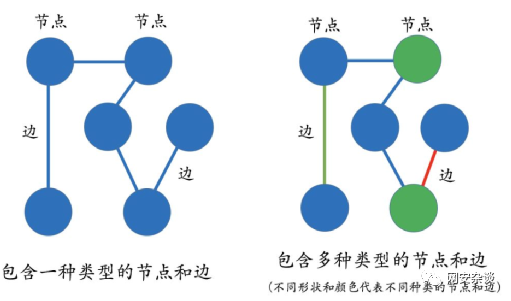 节点 节点 节点 节点
边 边
边 边
包含一种类型的节点和边 包含多种类型的节点和边
(不同形状和颜色代表不同种类的节点和边)
网安杂谈